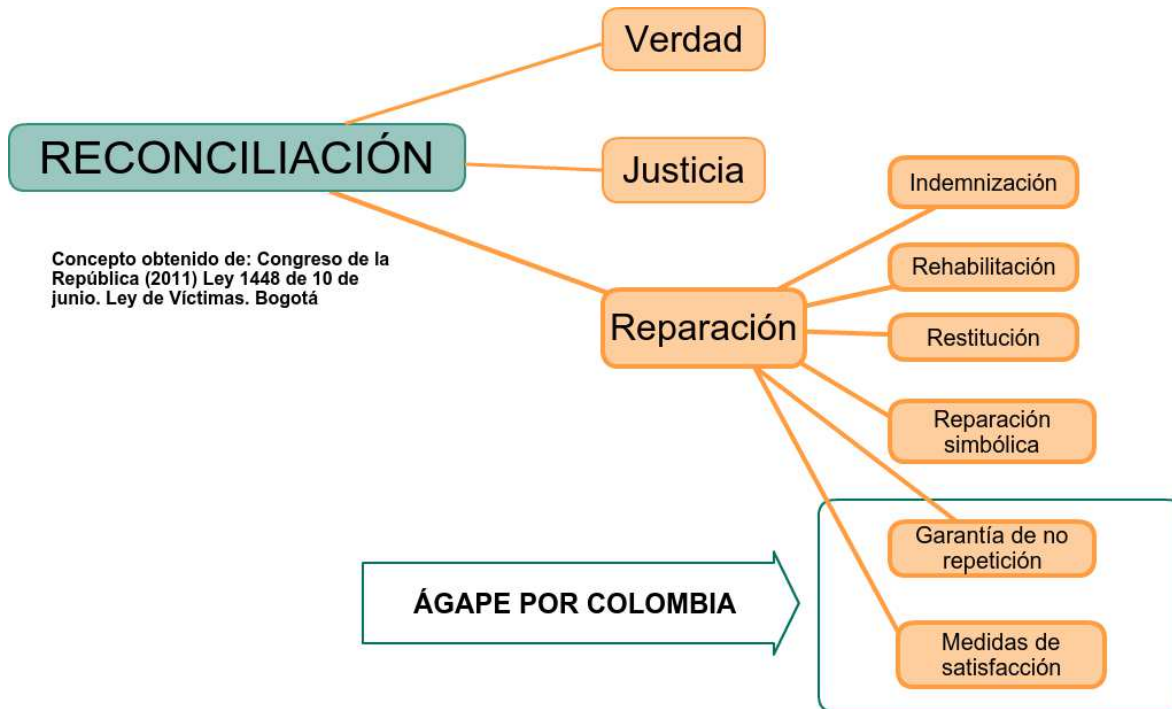 Verdad
RECONCILIACIÓN
Justicia
Indemnización
Concepto obtenido de: Congreso de la
República (2011) Ley 1448 de 10 de
junio. Ley de Víctimas. Bogotá
Rehabilitación
Reparación
Restitución
Reparación
simbólica
Garantía de no
repetición
ÁGAPE POR COLOMBIA
Medidas de
satisfacción